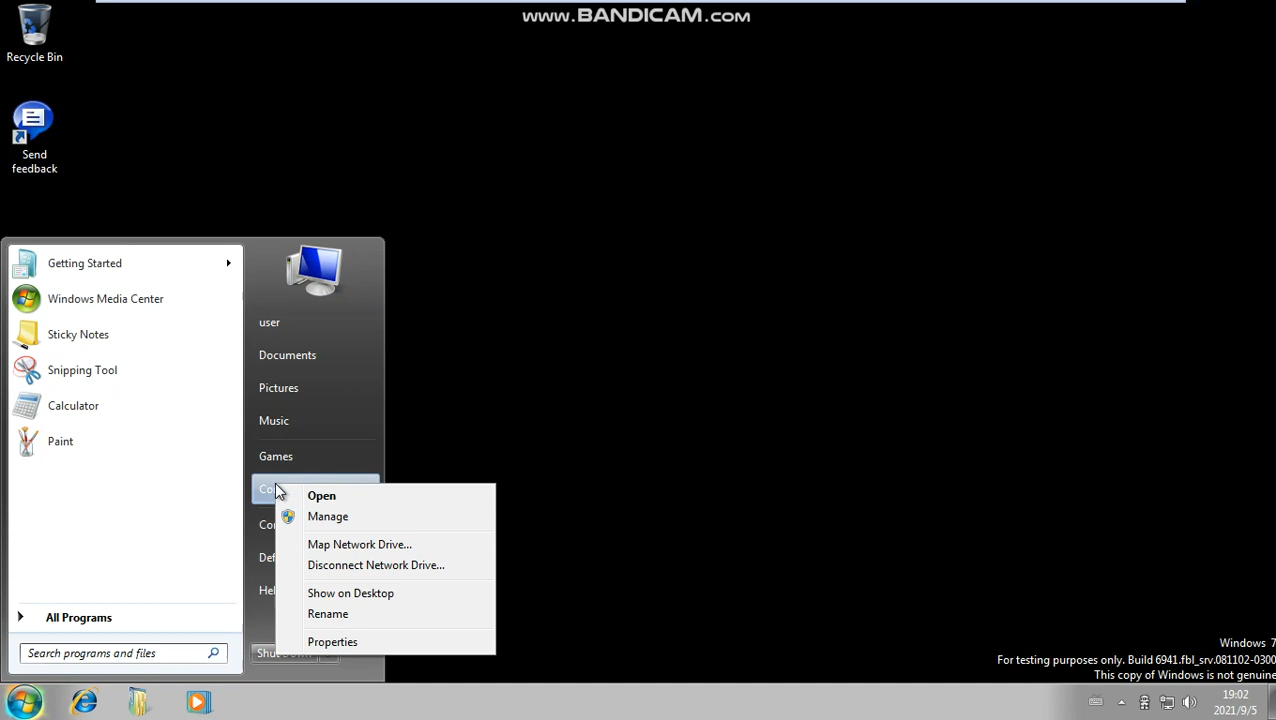 www.BANDICAM.com
Recycle Bin
Send
feedback
Getting Started
Windows Media Center
Sticky Notes
Snipping Tool
Calculator
Paint
All Programs
Search programs and files
user
Documents
Pictures
Music
Games
Open
Manage
Map Network Drive...
Disconnect Network Drive...
Show on Desktop
Rename
Properties
Windows 7
For testing purposes only. Build 6941.fbl_srv.081102-0300
This copy of Windows is not genuine
19:02
2021/9/5